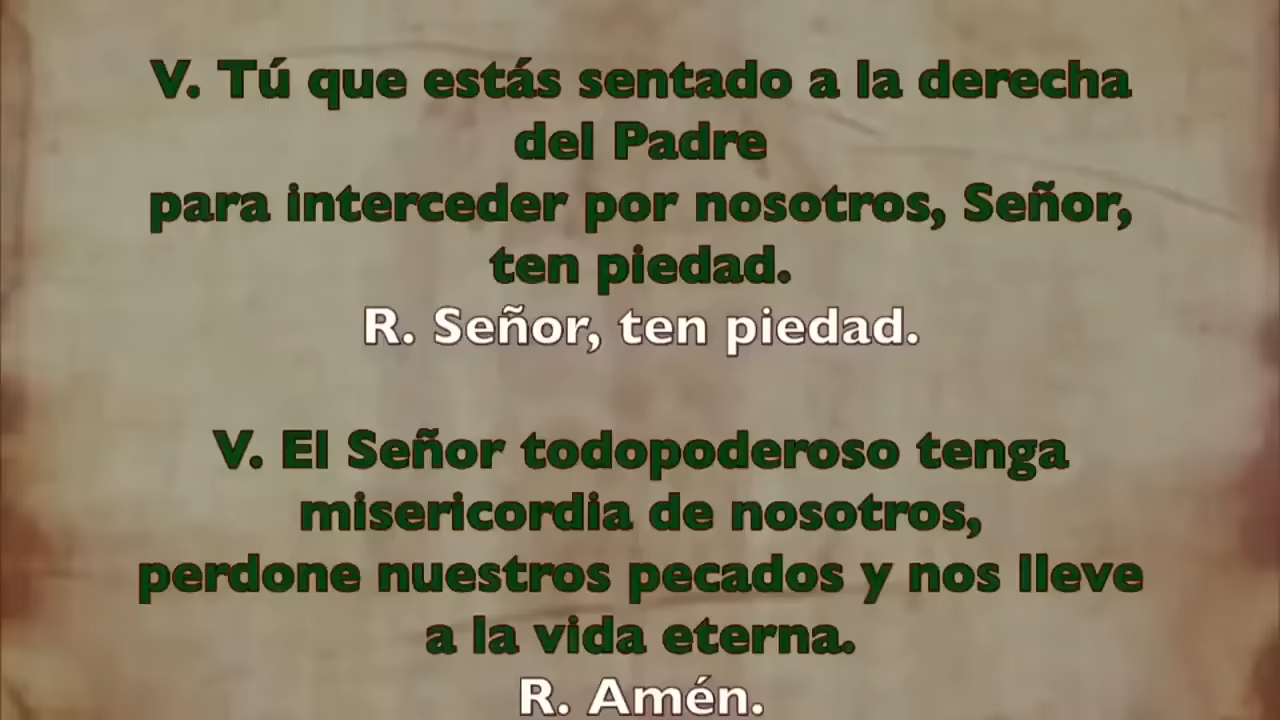 V. Tú que estás sentado a la derecha
del Padre
para interceder por nosotros, Señor,
ten piedad.
R. Señor, ten piedad.
V. El Señor todopoderoso tenga
misericordia de nosotros,
perdone nuestros pecados y nos lleve
a la vida eterna.
R. Amén.